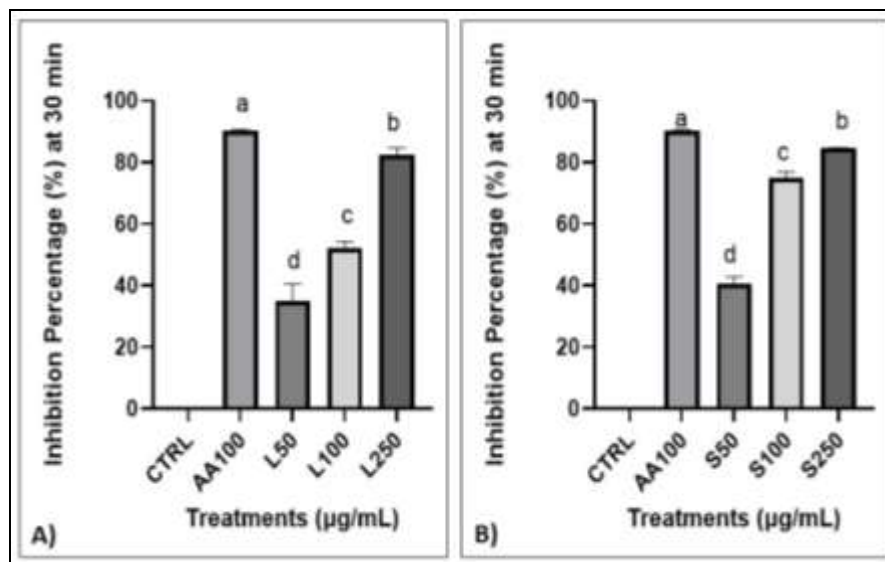 Inhibition Percentage (%) at 30 min
100
80
60
40
20
0
a
d
c
b
CTRL
AA100
L50
L100
L250
Treatments (µg/mL)
A)
Inhibition Percentage (%) at 30 min
100
80
60
40
20
0
a
d
c
b
CTRL
AA100
S50
S100
S250
Treatments (µg/mL)
B)